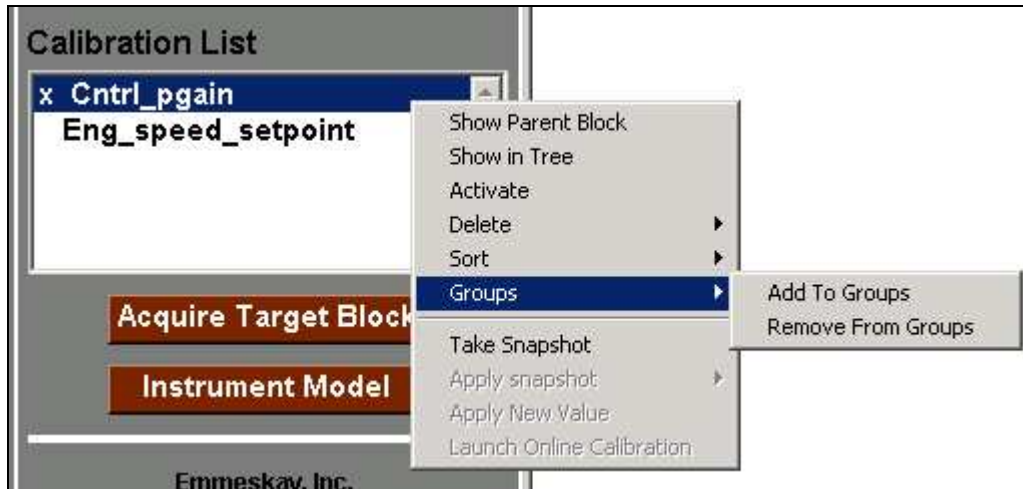 Calibration List
x Cntrl_pgain
Eng_speed_setpoint
Show Parent Block
Show in Tree
Activate
Delete
Sort
Groups
Add To Groups
Remove From Groups
Take Snapshot
Apply snapshot
Apply New Value
Launch Online Calibration
Acquire Target Block
Instrument Model
Emmeskay, Inc.